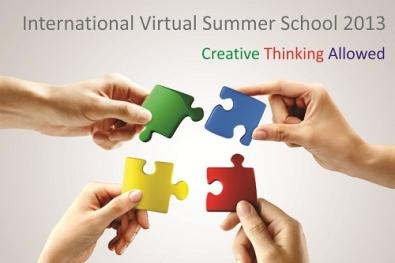 International Virtual Summer School 2013
Creative Thinking Allowed